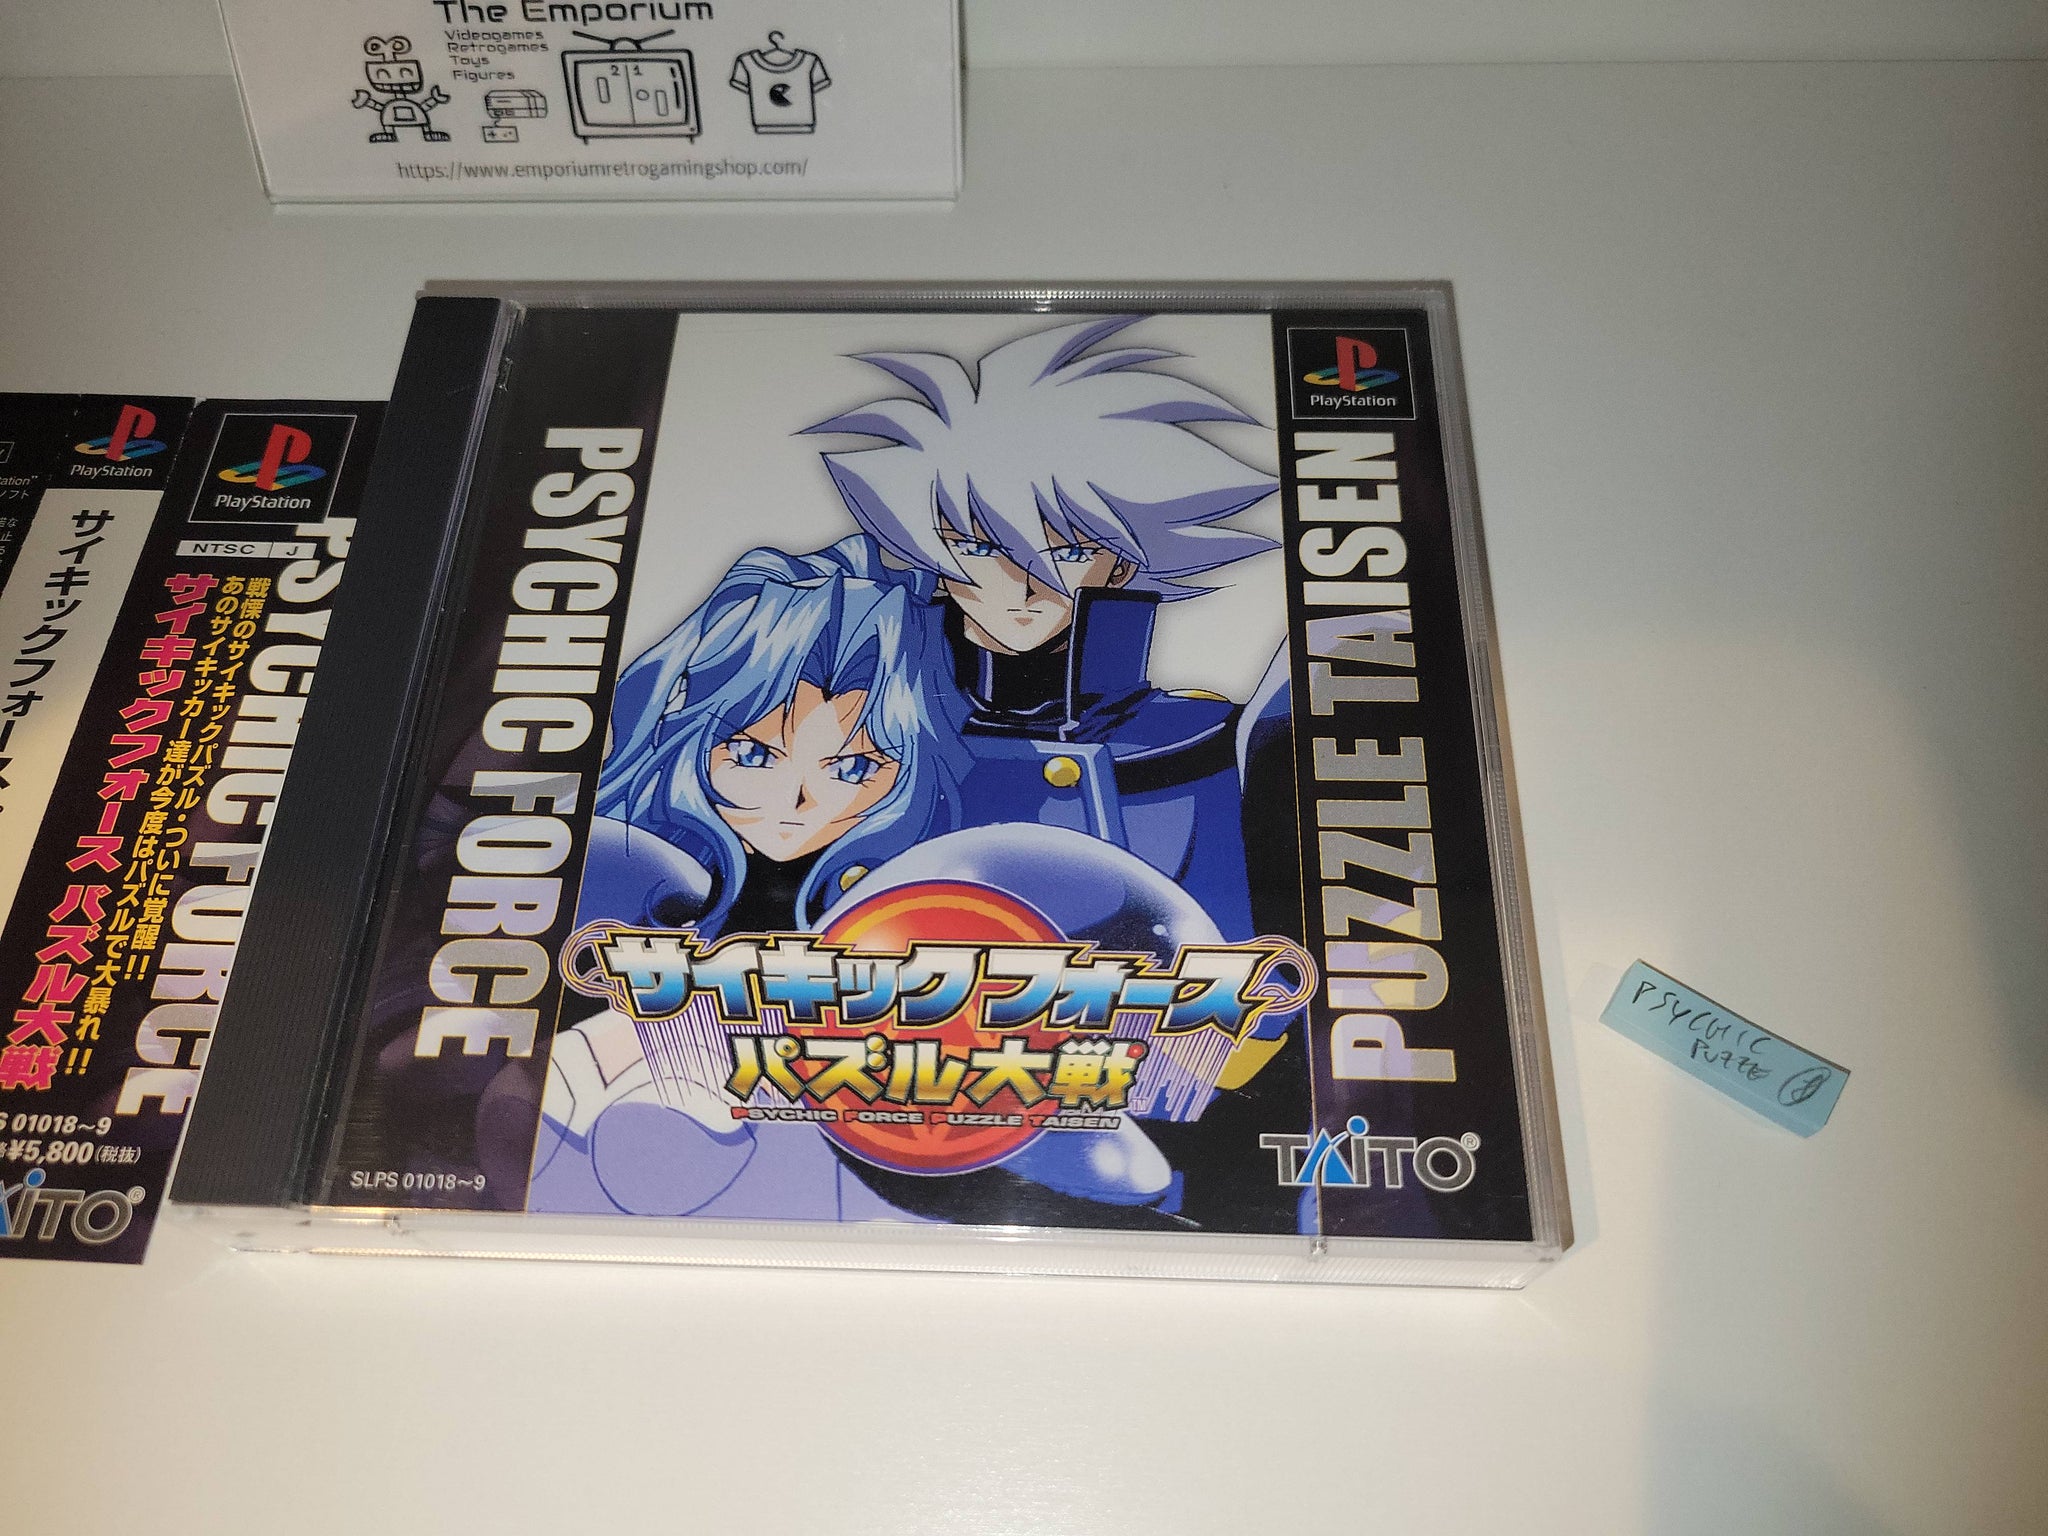 The Emporium
Videogames
Retrogames
Toys
Figures
2 1
https://www.emporiumretrogamingshop.com/
PlayStation
サイキックフォース
PlayStation
NTSC J
PSYCHIC FORCE
戦慄のサイキックパズル・ついに覚醒!!
あのサイキッカー達が今度はパズルで大暴れ!!
サイキックフォース パズル大戦
01018~9
¥5,800(税抜)
TAITO®
PSYCHIC FORCE
PlayStation
PUZZLE TAISEN
サイキックフォース
パズル大戦
PSYCHIC FORCE PUZZLE TAISEN™
SLPS 01018~9
TAITO®
PSYCHIC
PUZZE